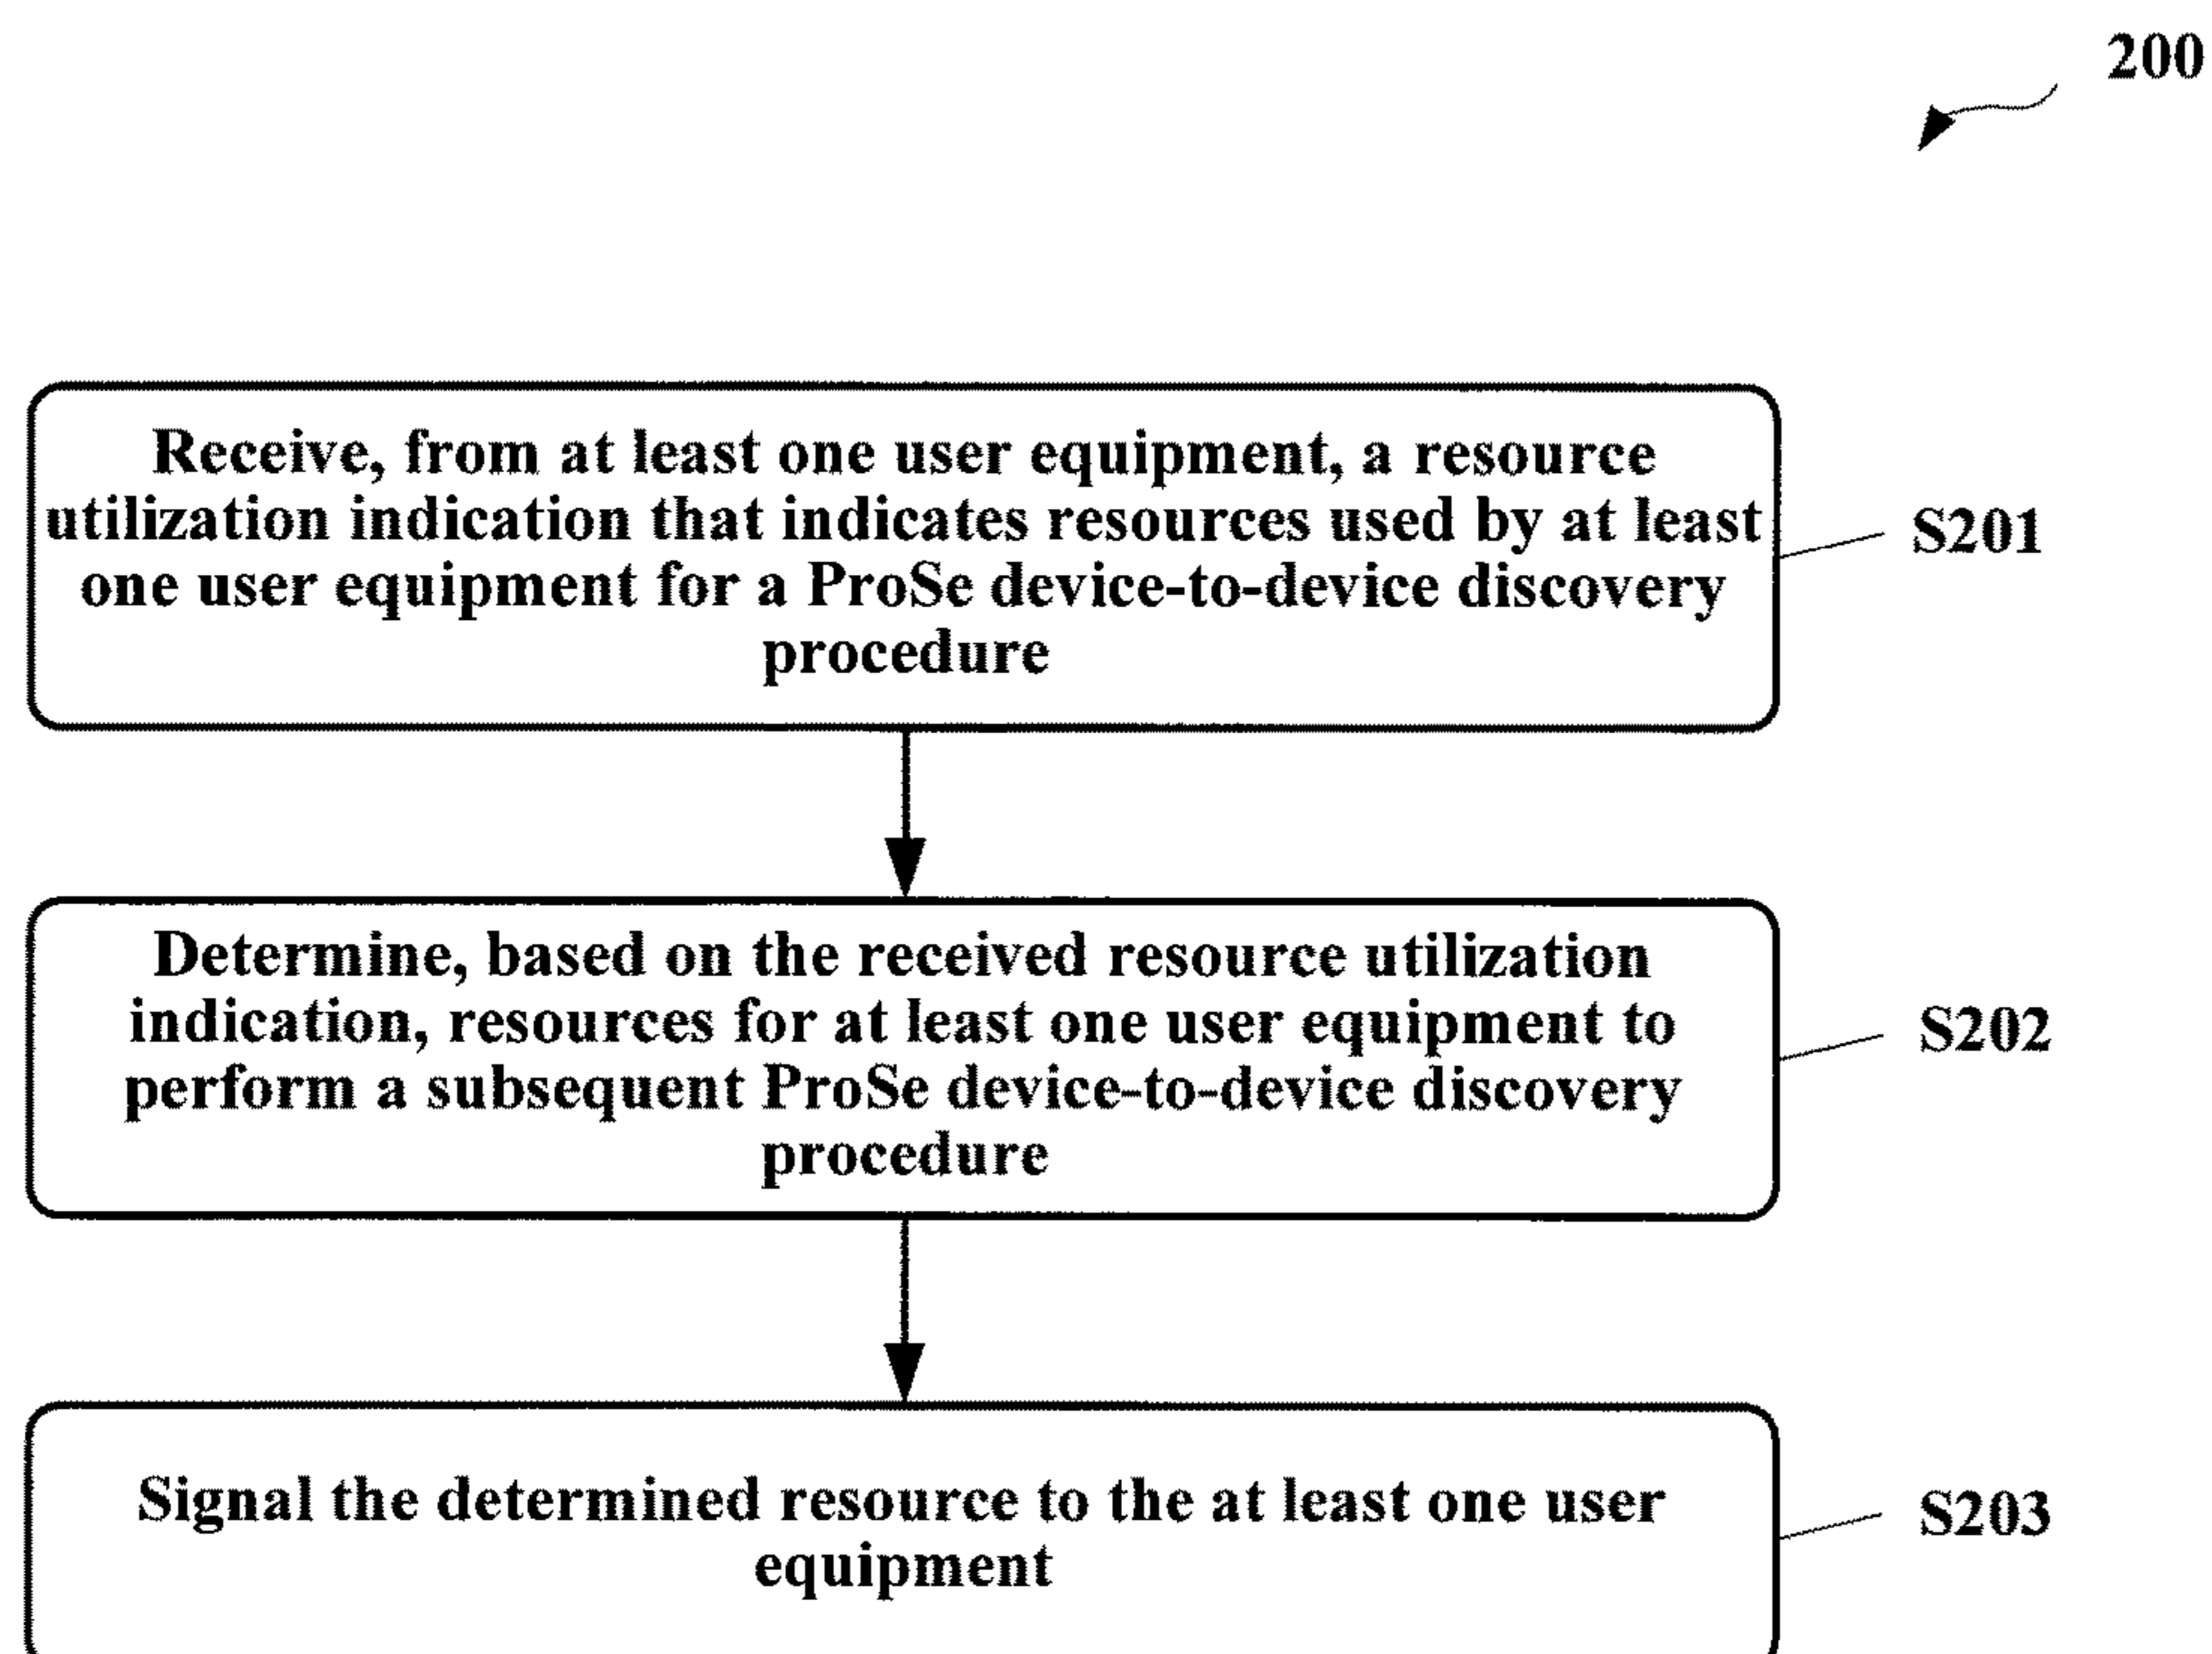 200
Receive, from at least one user equipment, a resource
utilization indication that indicates resources used by at least
one user equipment for a ProSe device-to-device discovery
procedure
S201
Determine, based on the received resource utilization
indication, resources for at least one user equipment to
perform a subsequent ProSe device-to-device discovery
procedure
S202
Signal the determined resource to the at least one user
equipment
S203